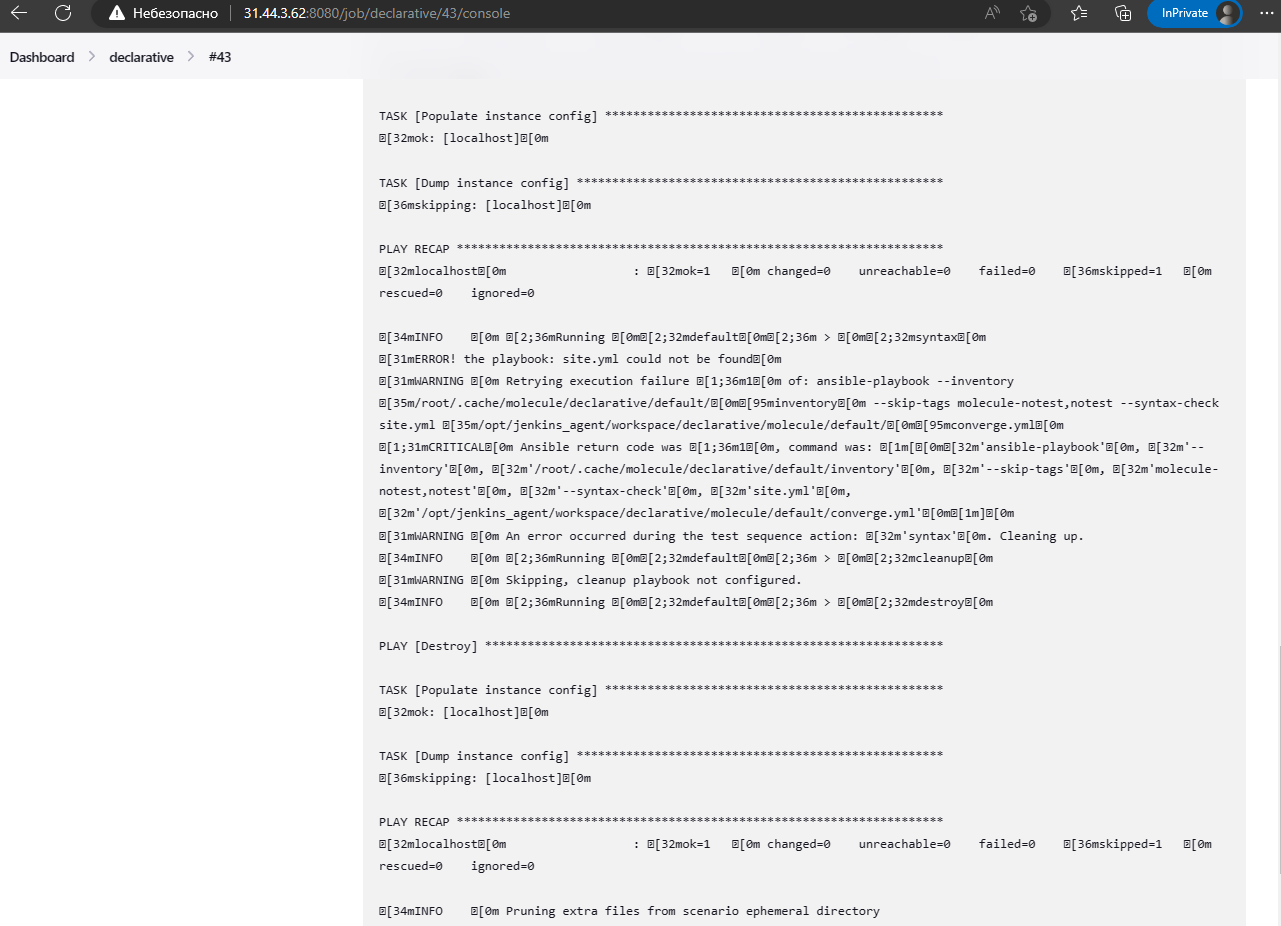 Небезопасно 31.44.3.62:8080/job/declarative/43/console InPrivate
Dashboard > declarative > #43
TASK [Populate instance config] ************************************************
[32mok: [localhost][0m
TASK [Dump instance config] ****************************************************
[36mskipping: [localhost][0m
PLAY RECAP *********************************************************************
[32mlocalhost[0m : [32mok=1 [0m changed=0 unreachable=0 failed=0 [36mskipped=1 [0m
rescued=0 ignored=0
[34mINFO [0m [2;36mRunning [0m[2;32mdefault[0m[2;36m > [0m[2;32msyntax[0m
[31mERROR! the playbook: site.yml could not be found[0m
[31mWARNING [0m Retrying execution failure [1;36m1[0m of: ansible-playbook --inventory
[35m/root/.cache/molecule/declarative/default/[0m[95minventory[0m --skip-tags molecule-notest,notest --syntax-check
site.yml [35m/opt/jenkins_agent/workspace/declarative/molecule/default/[0m[95mconverge.yml[0m
[1;31mCRITICAL[0m Ansible return code was [1;36m1[0m, command was: [1m[[0m[32m'ansible-playbook'[0m, [32m'--
inventory'[0m, [32m'/root/.cache/molecule/declarative/default/inventory'[0m, [32m'--skip-tags'[0m, [32m'molecule-
notest,notest'[0m, [32m'--syntax-check'[0m, [32m'site.yml'[0m,
[32m'/opt/jenkins_agent/workspace/declarative/molecule/default/converge.yml'[0m[1m][0m
[31mWARNING [0m An error occurred during the test sequence action: [32m'syntax'[0m. Cleaning up.
[34mINFO [0m [2;36mRunning [0m[2;32mdefault[0m[2;36m > [0m[2;32mcleanup[0m
[31mWARNING [0m Skipping, cleanup playbook not configured.
[34mINFO [0m [2;36mRunning [0m[2;32mdefault[0m[2;36m > [0m[2;32mdestroy[0m
PLAY [Destroy] *****************************************************************
TASK [Populate instance config] ************************************************
[32mok: [localhost][0m
TASK [Dump instance config] ****************************************************
[36mskipping: [localhost][0m
PLAY RECAP *********************************************************************
[32mlocalhost[0m : [32mok=1 [0m changed=0 unreachable=0 failed=0 [36mskipped=1 [0m
rescued=0 ignored=0
[34mINFO [0m Pruning extra files from scenario ephemeral directory